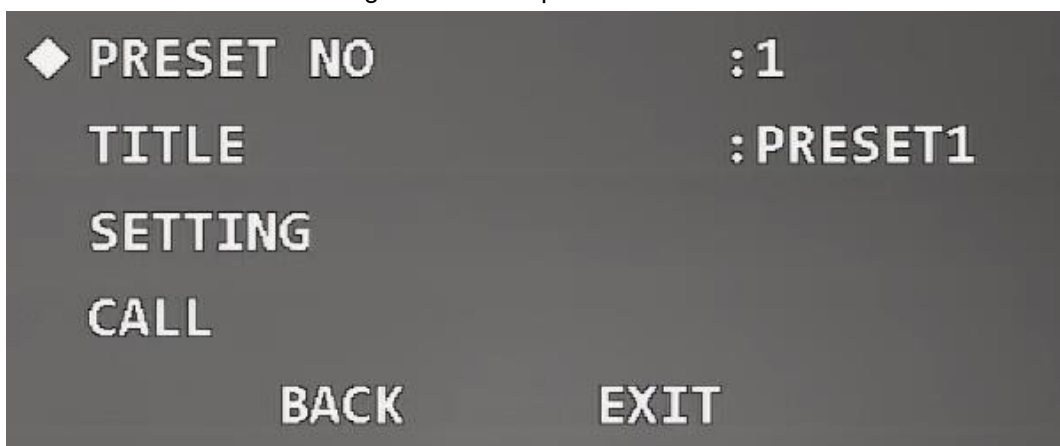 PRESET NO :1
TITLE :PRESET1
SETTING
CALL
BACK EXIT